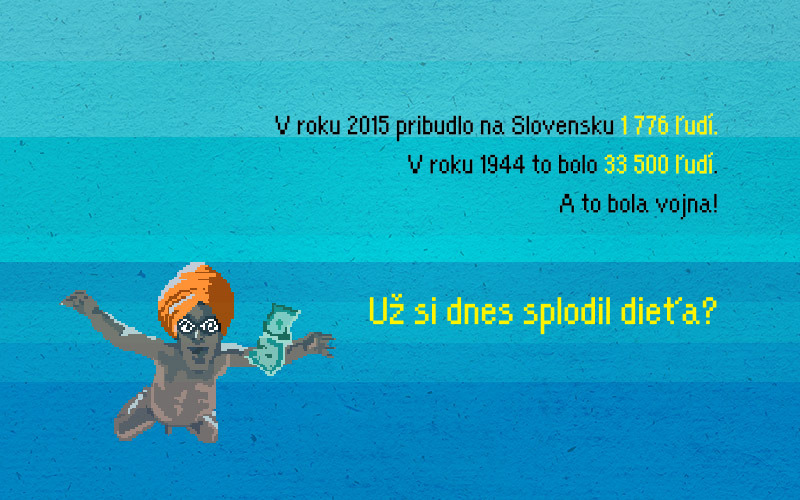 V roku 2015 pribudlo na Slovensku 1 776 ľudí.
V roku 1944 to bolo 33 500 ľudí.
A to bola vojna!
Už si dnes splodil dieťa?